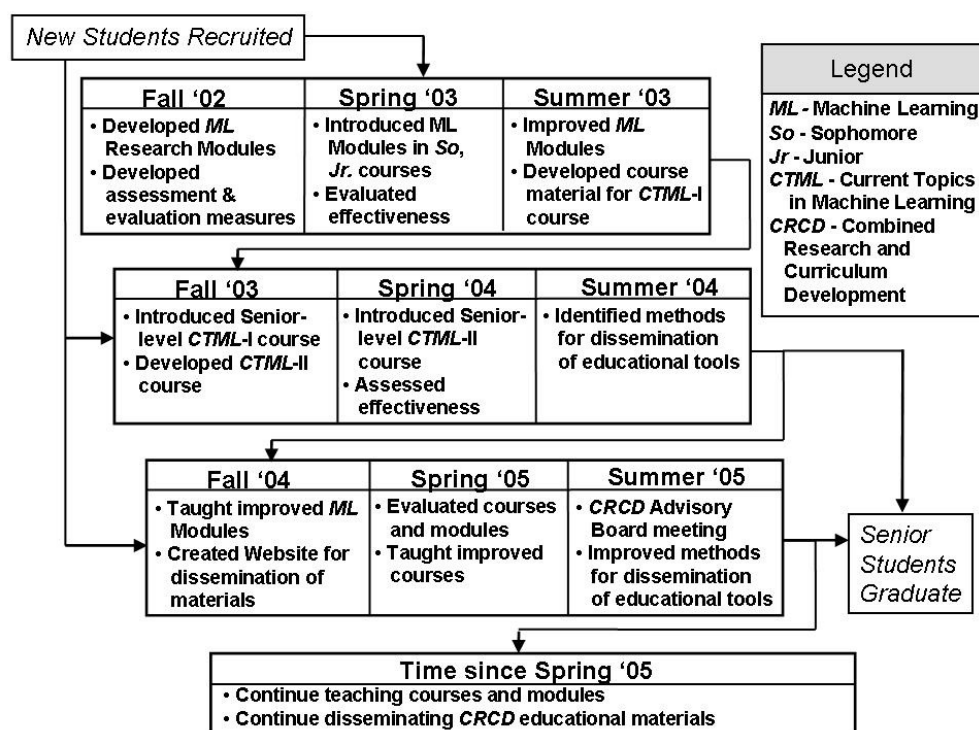 New Students Recruited
Legend
ML - Machine Learning
So - Sophomore
Jr - Junior
CTML - Current Topics
in Machine Learning
CRCD - Combined
Research and
Curriculum
Development
Fall ‘02
• Developed ML
Research Modules
• Developed
assessment &
evaluation measures
Spring ‘03
• Introduced ML
Modules in So,
Jr. courses
• Evaluated
effectiveness
Summer ‘03
• Improved ML
Modules
• Developed course
material for CTML-I
course
Fall ‘03
• Introduced Senior-
level CTML-I course
• Developed CTML-II
course
Spring ‘04
• Introduced Senior-
level CTML-II
course
• Assessed
effectiveness
Summer ‘04
• Identified methods
for dissemination
of educational tools
Fall ‘04
• Taught improved ML
Modules
• Created Website for
dissemination of
materials
Spring ‘05
• Evaluated courses
and modules
• Taught improved
courses
Summer ‘05
• CRCD Advisory
Board meeting
• Improved methods
for dissemination
of educational tools
Senior
Students
Graduate
Time since Spring ‘05
• Continue teaching courses and modules
• Continue disseminating CRCD educational materials